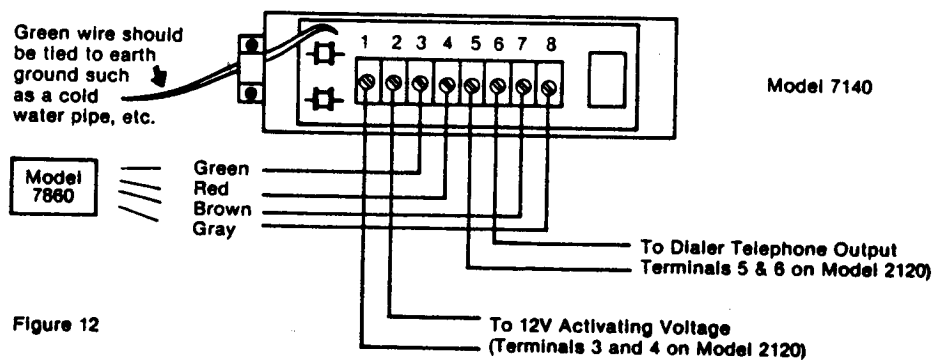 Green wire should
be tied to earth
ground such
as a cold
water pipe, etc.
1 2 3 4 5 6 7 8
Model 7140
Model
7860
Green
Red
Brown
Gray
To Dialer Telephone Output
Terminals 5 & 6 on Model 2120)
Figure 12
To 12V Activating Voltage
(Terminals 3 and 4 on Model 2120)